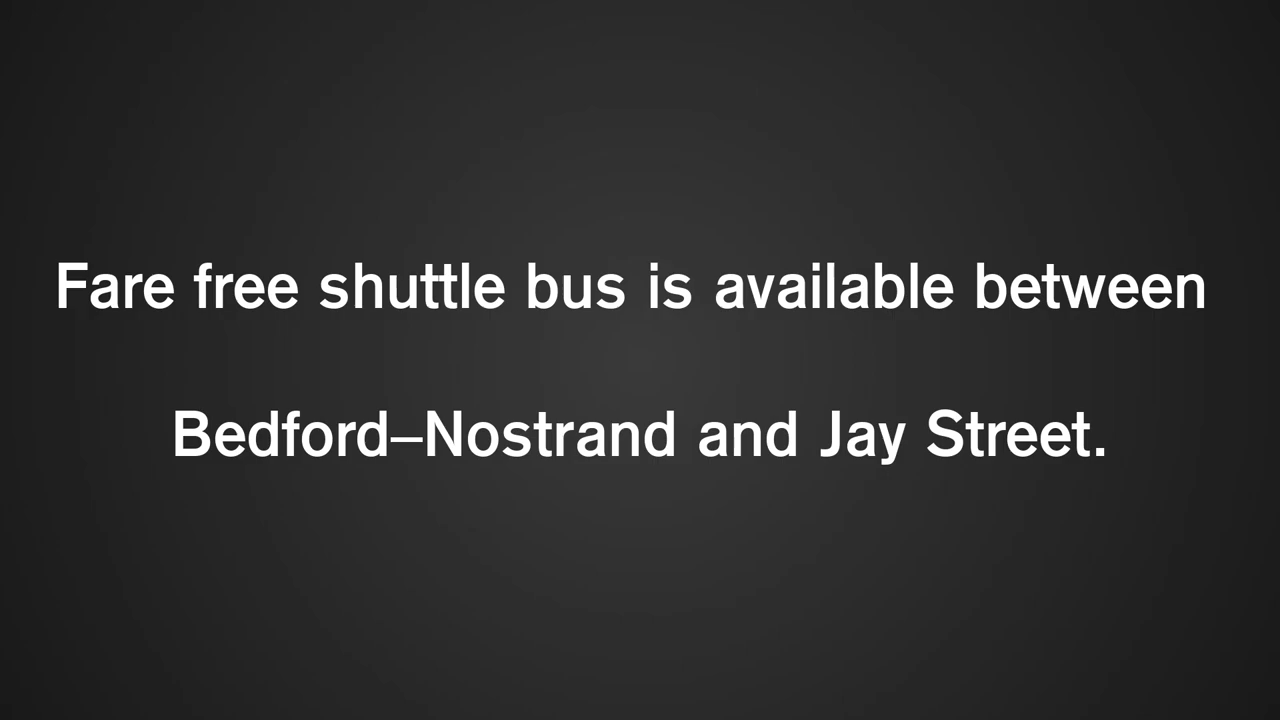 Fare free shuttle bus is available between
Bedford–Nostrand and Jay Street.